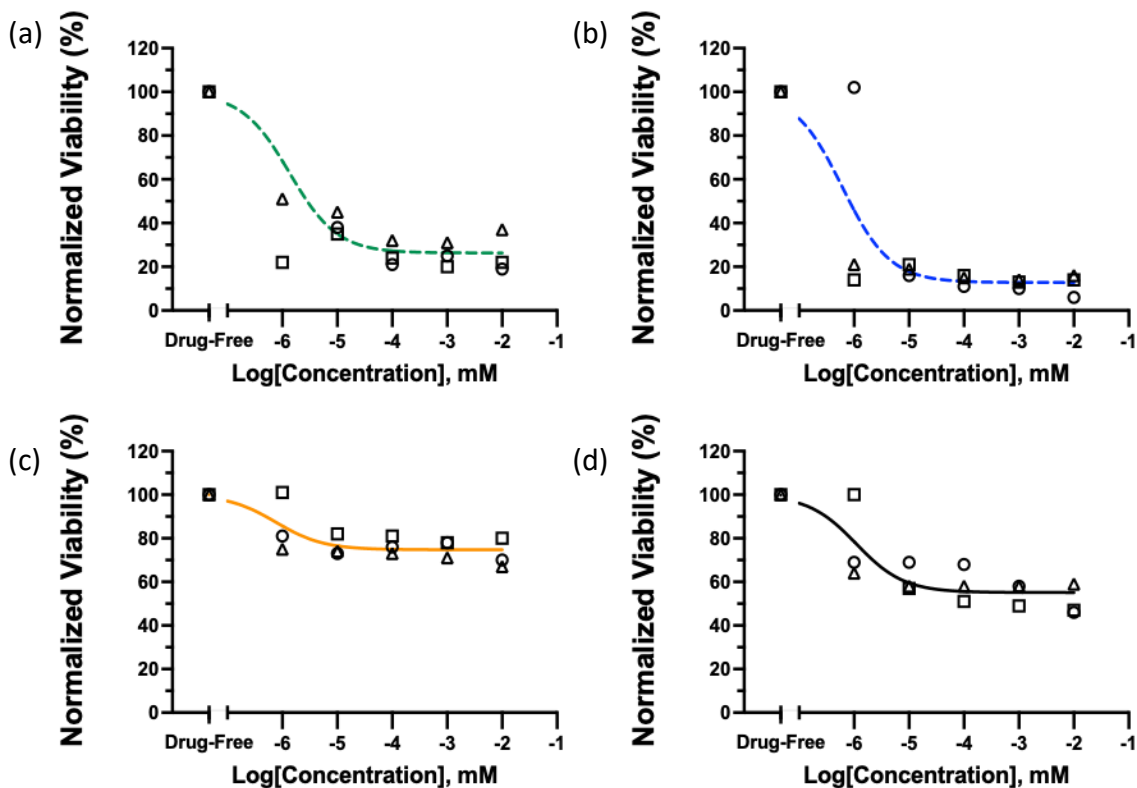 (a)
Normalized Viability (%)
120
100
80
60
40
20
0
Drug-Free -6 -5 -4 -3 -2 -1
Log[Concentration], mM
(b)
Normalized Viability (%)
120
100
80
60
40
20
0
Drug-Free -6 -5 -4 -3 -2 -1
Log[Concentration], mM
(c)
Normalized Viability (%)
120
100
80
60
40
20
0
Drug-Free -6 -5 -4 -3 -2 -1
Log[Concentration], mM
(d)
Normalized Viability (%)
120
100
80
60
40
20
0
Drug-Free -6 -5 -4 -3 -2 -1
Log[Concentration], mM